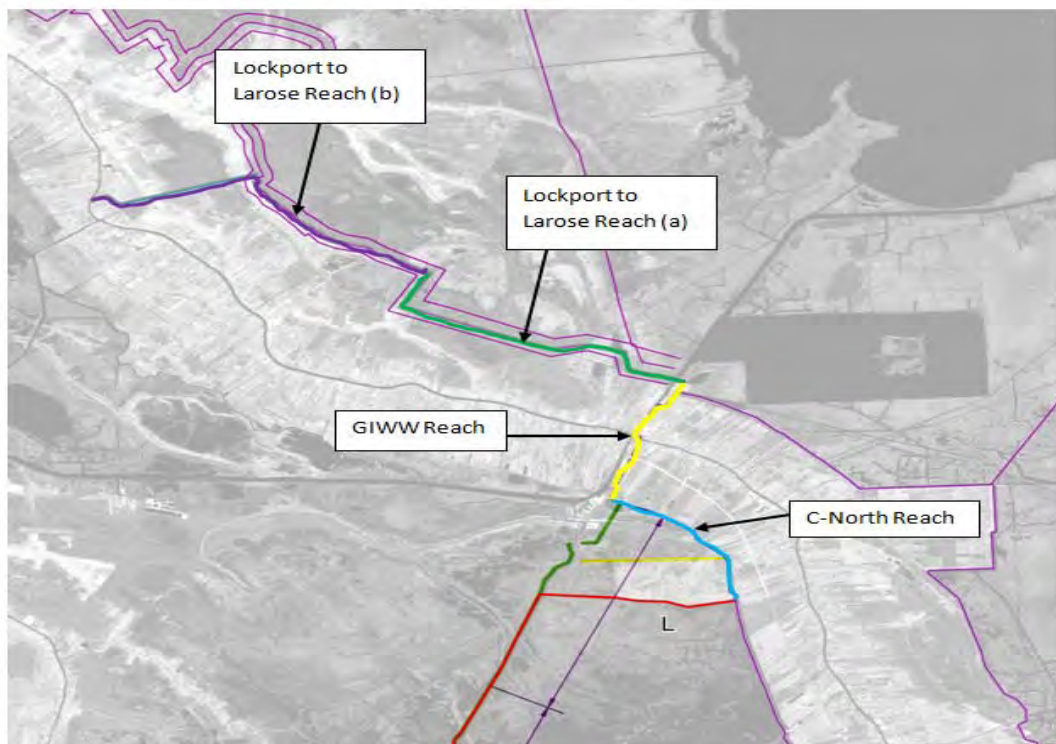 Lockport to
Larose Reach (b)
Lockport to
Larose Reach (a)
GIWW Reach
C-North Reach
L